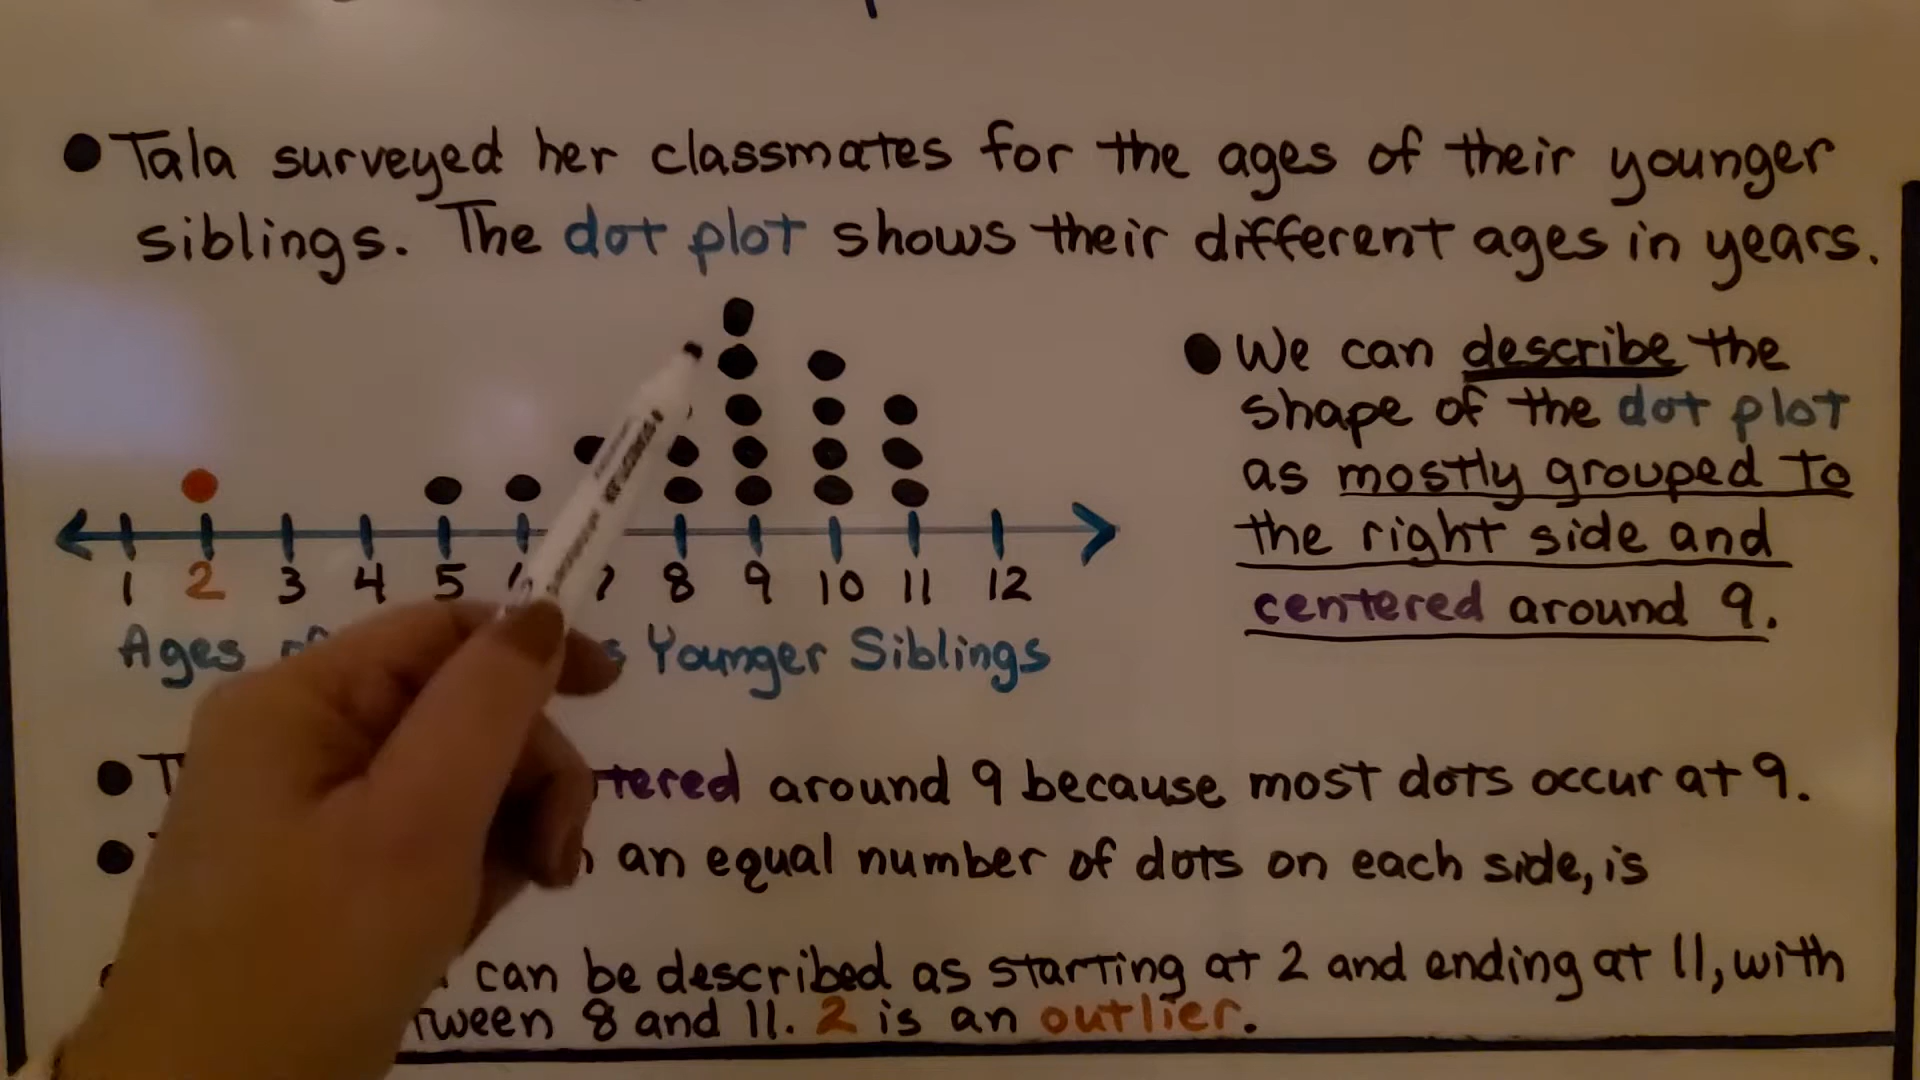 Tala surveyed her classmates for the ages of their younger
siblings. The dot plot shows their different ages in years.
We can describe the
shape of the dot plot
as mostly grouped to
the right side and
centered around 9.
1 2 3 4 5 8 9 10 11 12
Ages Younger Siblings
around 9 because most dots occur at 9.
an equal number of dots on each side, is
can be described as starting at 2 and ending at 11, with
8 and 11. 2 is an outlier.